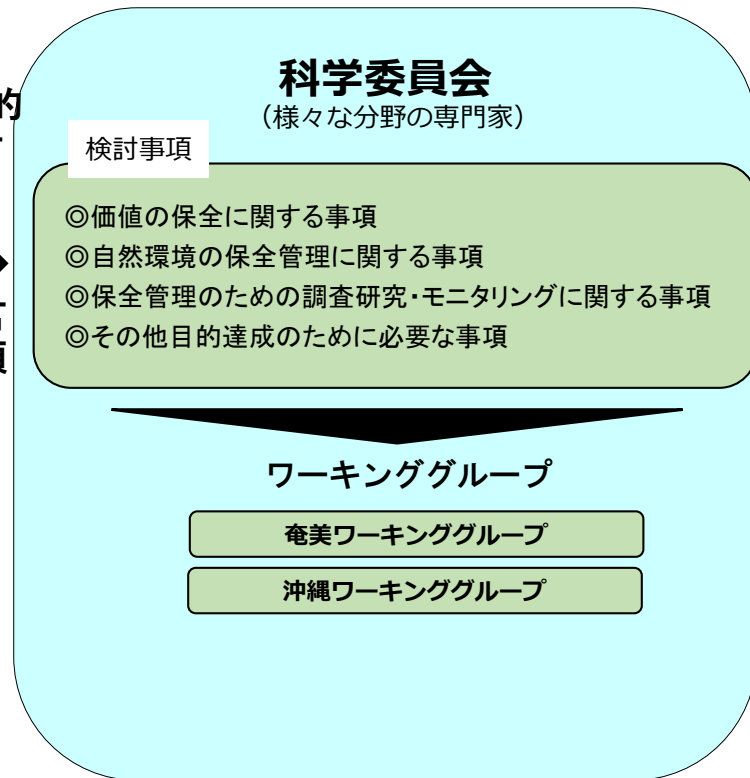 科学委員会
（様々な分野の専門家）
検討事項
◎価値の保全に関する事項
◎自然環境の保全管理に関する事項
◎保全管理のための調査研究・モニタリングに関する事項
◎その他目的達成のために必要な事項
ワーキンググループ
奄美ワーキンググループ
沖縄ワーキンググループ
的